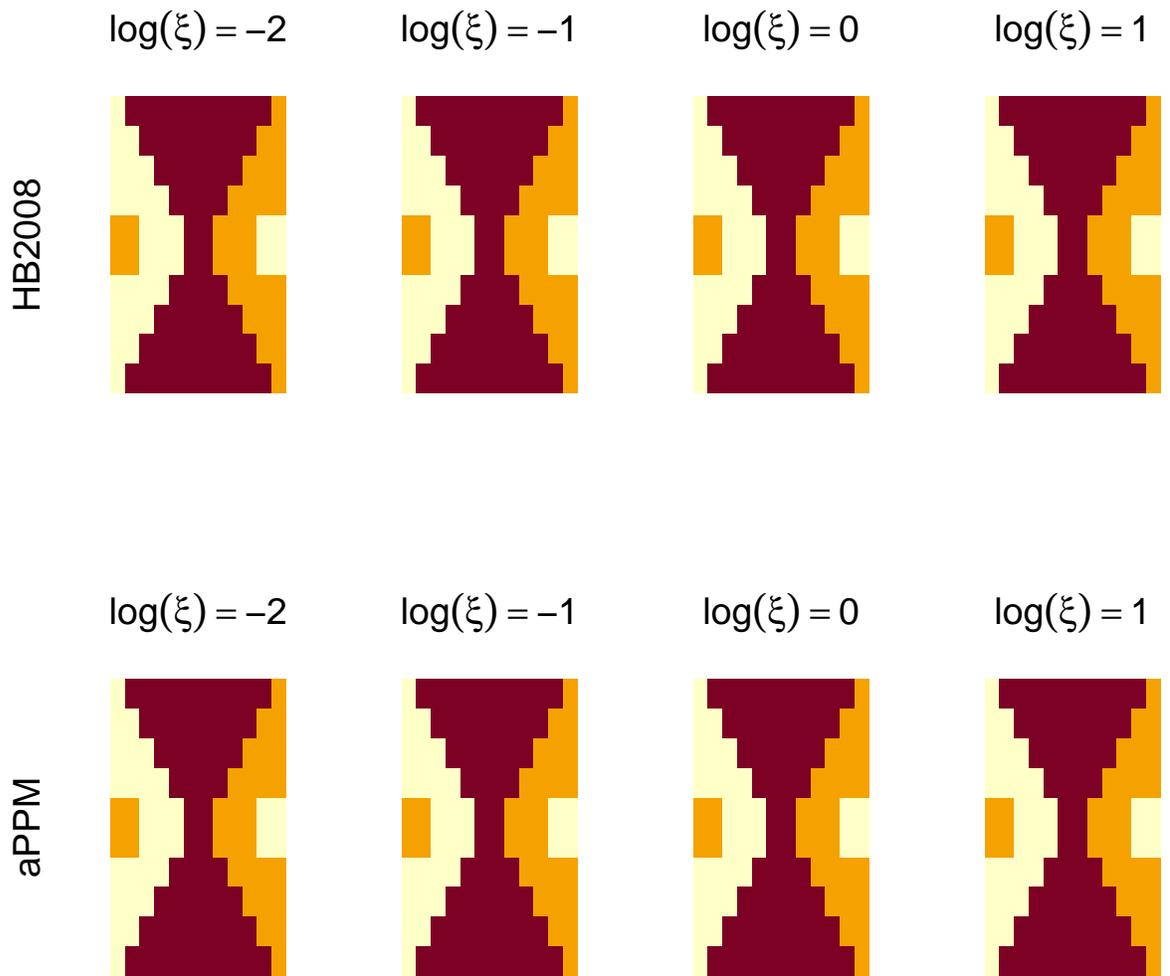 log(ξ) = −2
log(ξ) = −1
log(ξ) = 0
log(ξ) = 1
HB2008
log(ξ) = −2
log(ξ) = −1
log(ξ) = 0
log(ξ) = 1
aPPM